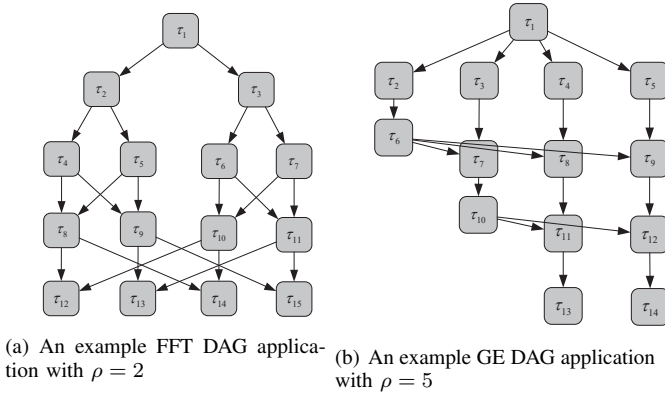 τ1
τ2 τ3
τ4 τ5 τ6 τ7
τ8 τ9 τ10 τ11
τ12 τ13 τ14 τ15
(a) An example FFT DAG applica-
tion with ρ = 2
τ1
τ2 τ3 τ4 τ5
τ6 τ7 τ8 τ9
τ10 τ11 τ12
τ13 τ14
(b) An example GE DAG application
with ρ = 5